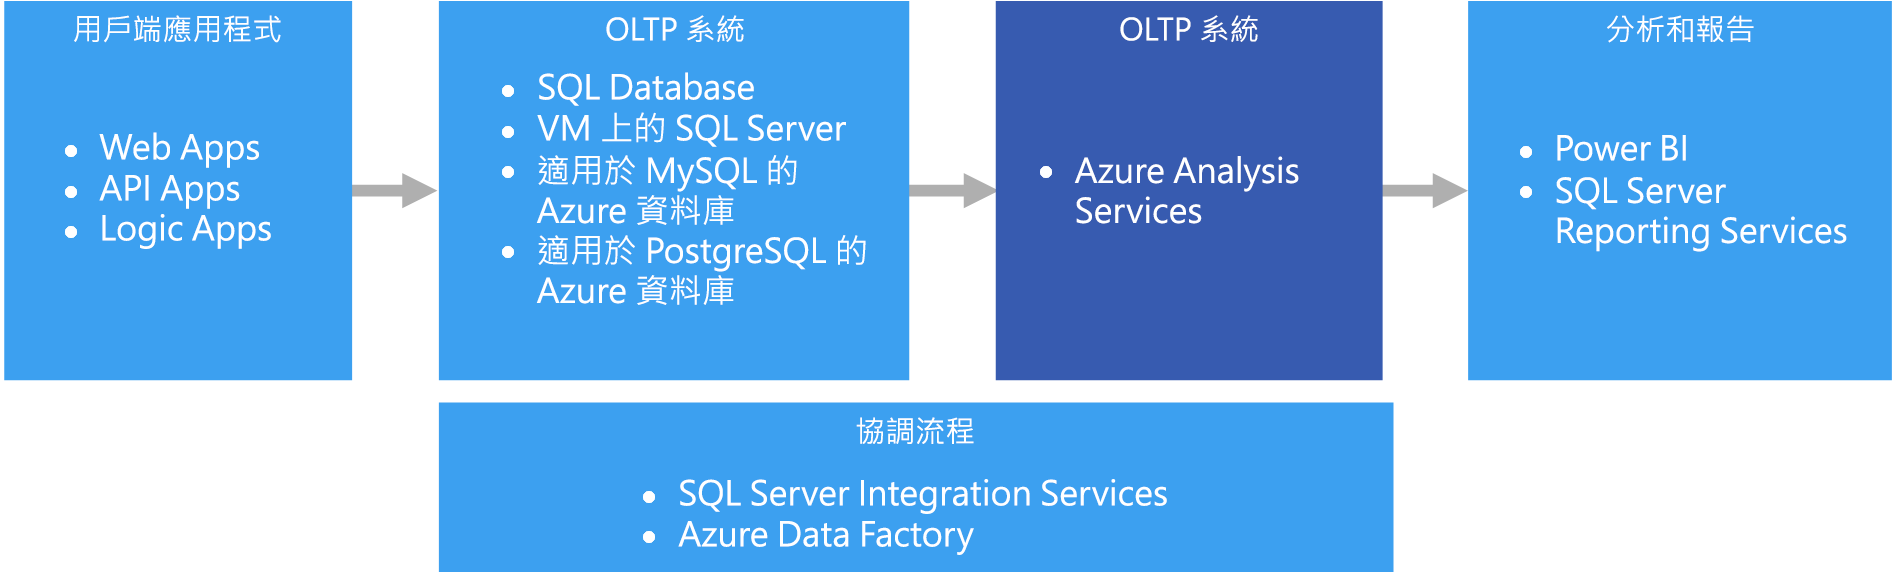 用戶端應用程式
• Web Apps
• API Apps
• Logic Apps
OLTP 系統
• SQL Database
• VM 上的 SQL Server
• 適用於 MySQL 的
Azure 資料庫
• 適用於 PostgreSQL 的
Azure 資料庫
OLTP 系統
• Azure Analysis
Services
分析和報告
• Power BI
• SQL Server
Reporting Services
協調流程
• SQL Server Integration Services
• Azure Data Factory